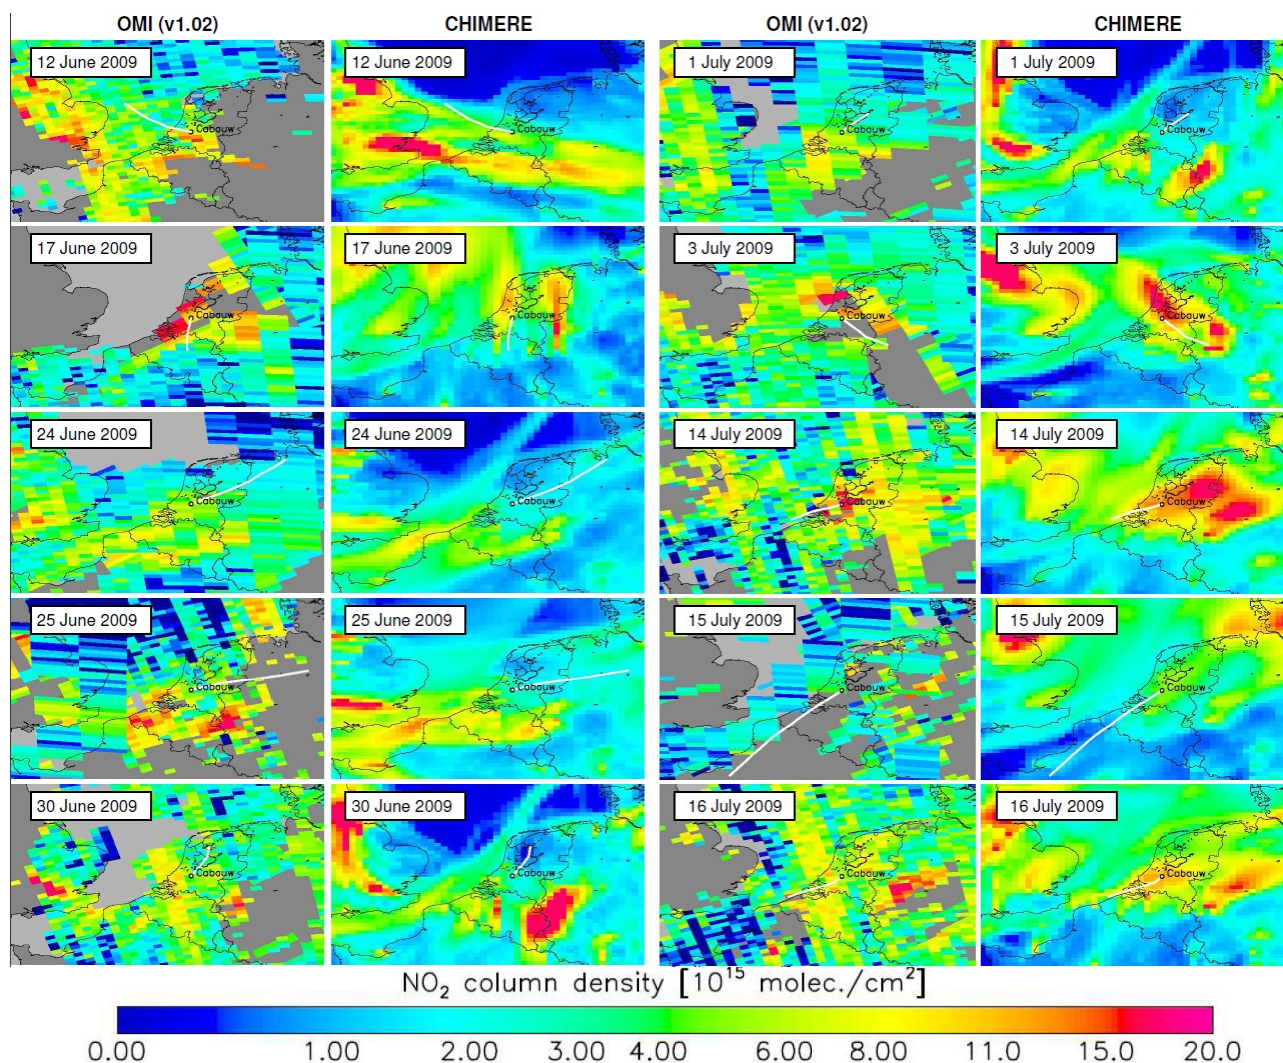 OMI (v1.02) CHIMERE OMI (v1.02) CHIMERE
12 June 2009 12 June 2009 1 July 2009 1 July 2009
Cabauw Cabauw Cabauw Cabauw
17 June 2009 17 June 2009 3 July 2009 3 July 2009
Cabauw Cabauw Cabauw Cabauw
24 June 2009 24 June 2009 14 July 2009 14 July 2009
Cabauw Cabauw Cabauw Cabauw
25 June 2009 25 June 2009 15 July 2009 15 July 2009
Cabauw Cabauw Cabauw Cabauw
30 June 2009 30 June 2009 16 July 2009 16 July 2009
Cabauw Cabauw Cabauw Cabauw
NO₂ column density [10¹⁵ molec./cm²]
0.00 1.00 2.00 3.00 4.00 6.00 8.00 11.0 15.0 20.0